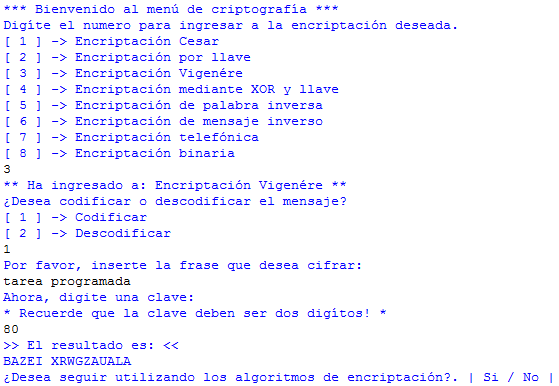 *** Bienvenido al menú de criptografía ***
Digíte el numero para ingresar a la encriptación deseada.
[ 1 ] -> Encriptación Cesar
[ 2 ] -> Encriptación por llave
[ 3 ] -> Encriptación Vigenére
[ 4 ] -> Encriptación mediante XOR y llave
[ 5 ] -> Encriptación de palabra inversa
[ 6 ] -> Encriptación de mensaje inverso
[ 7 ] -> Encriptación telefónica
[ 8 ] -> Encriptación binaria
3
** Ha ingresado a: Encriptación Vigenére **
¿Desea codificar o descodificar el mensaje?
[ 1 ] -> Codificar
[ 2 ] -> Descodificar
1
Por favor, inserte la frase que desea cifrar:
tarea programada
Ahora, digite una clave:
* Recuerde que la clave deben ser dos digítos! *
80
>> El resultado es: <<
BAZEI XRWGZAUALA
¿Desea seguir utilizando los algoritmos de encriptación?. | Si / No |